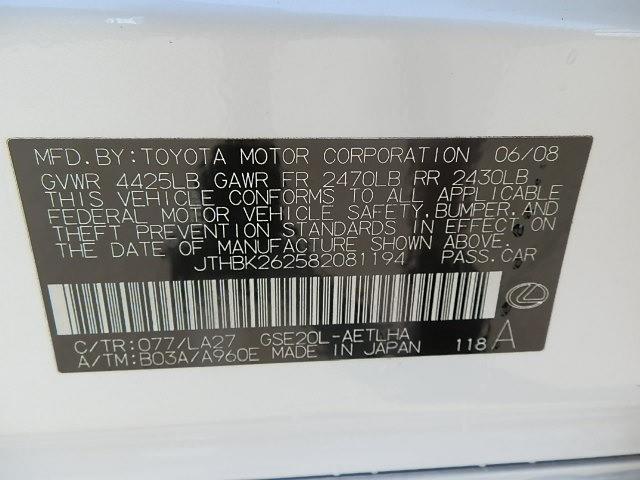 MFD. BY: TOYOTA MOTOR CORPORATION 06/08
GVWR 4425LB GAWR FR 2470LB RR 2430LB
THIS VEHICLE CONFORMS TO ALL APPLICABLE
FEDERAL MOTOR VEHICLE SAFETY, BUMPER, AND
THEFT PREVENTION STANDARDS IN EFFECT ON
THE DATE OF MANUFACTURE SHOWN ABOVE.
JTHBK262582081194 PASS. CAR
C/TR: 077/LA27 GSE20L-AETLHA
A/TM: B03A/A960E MADE IN JAPAN 118 A